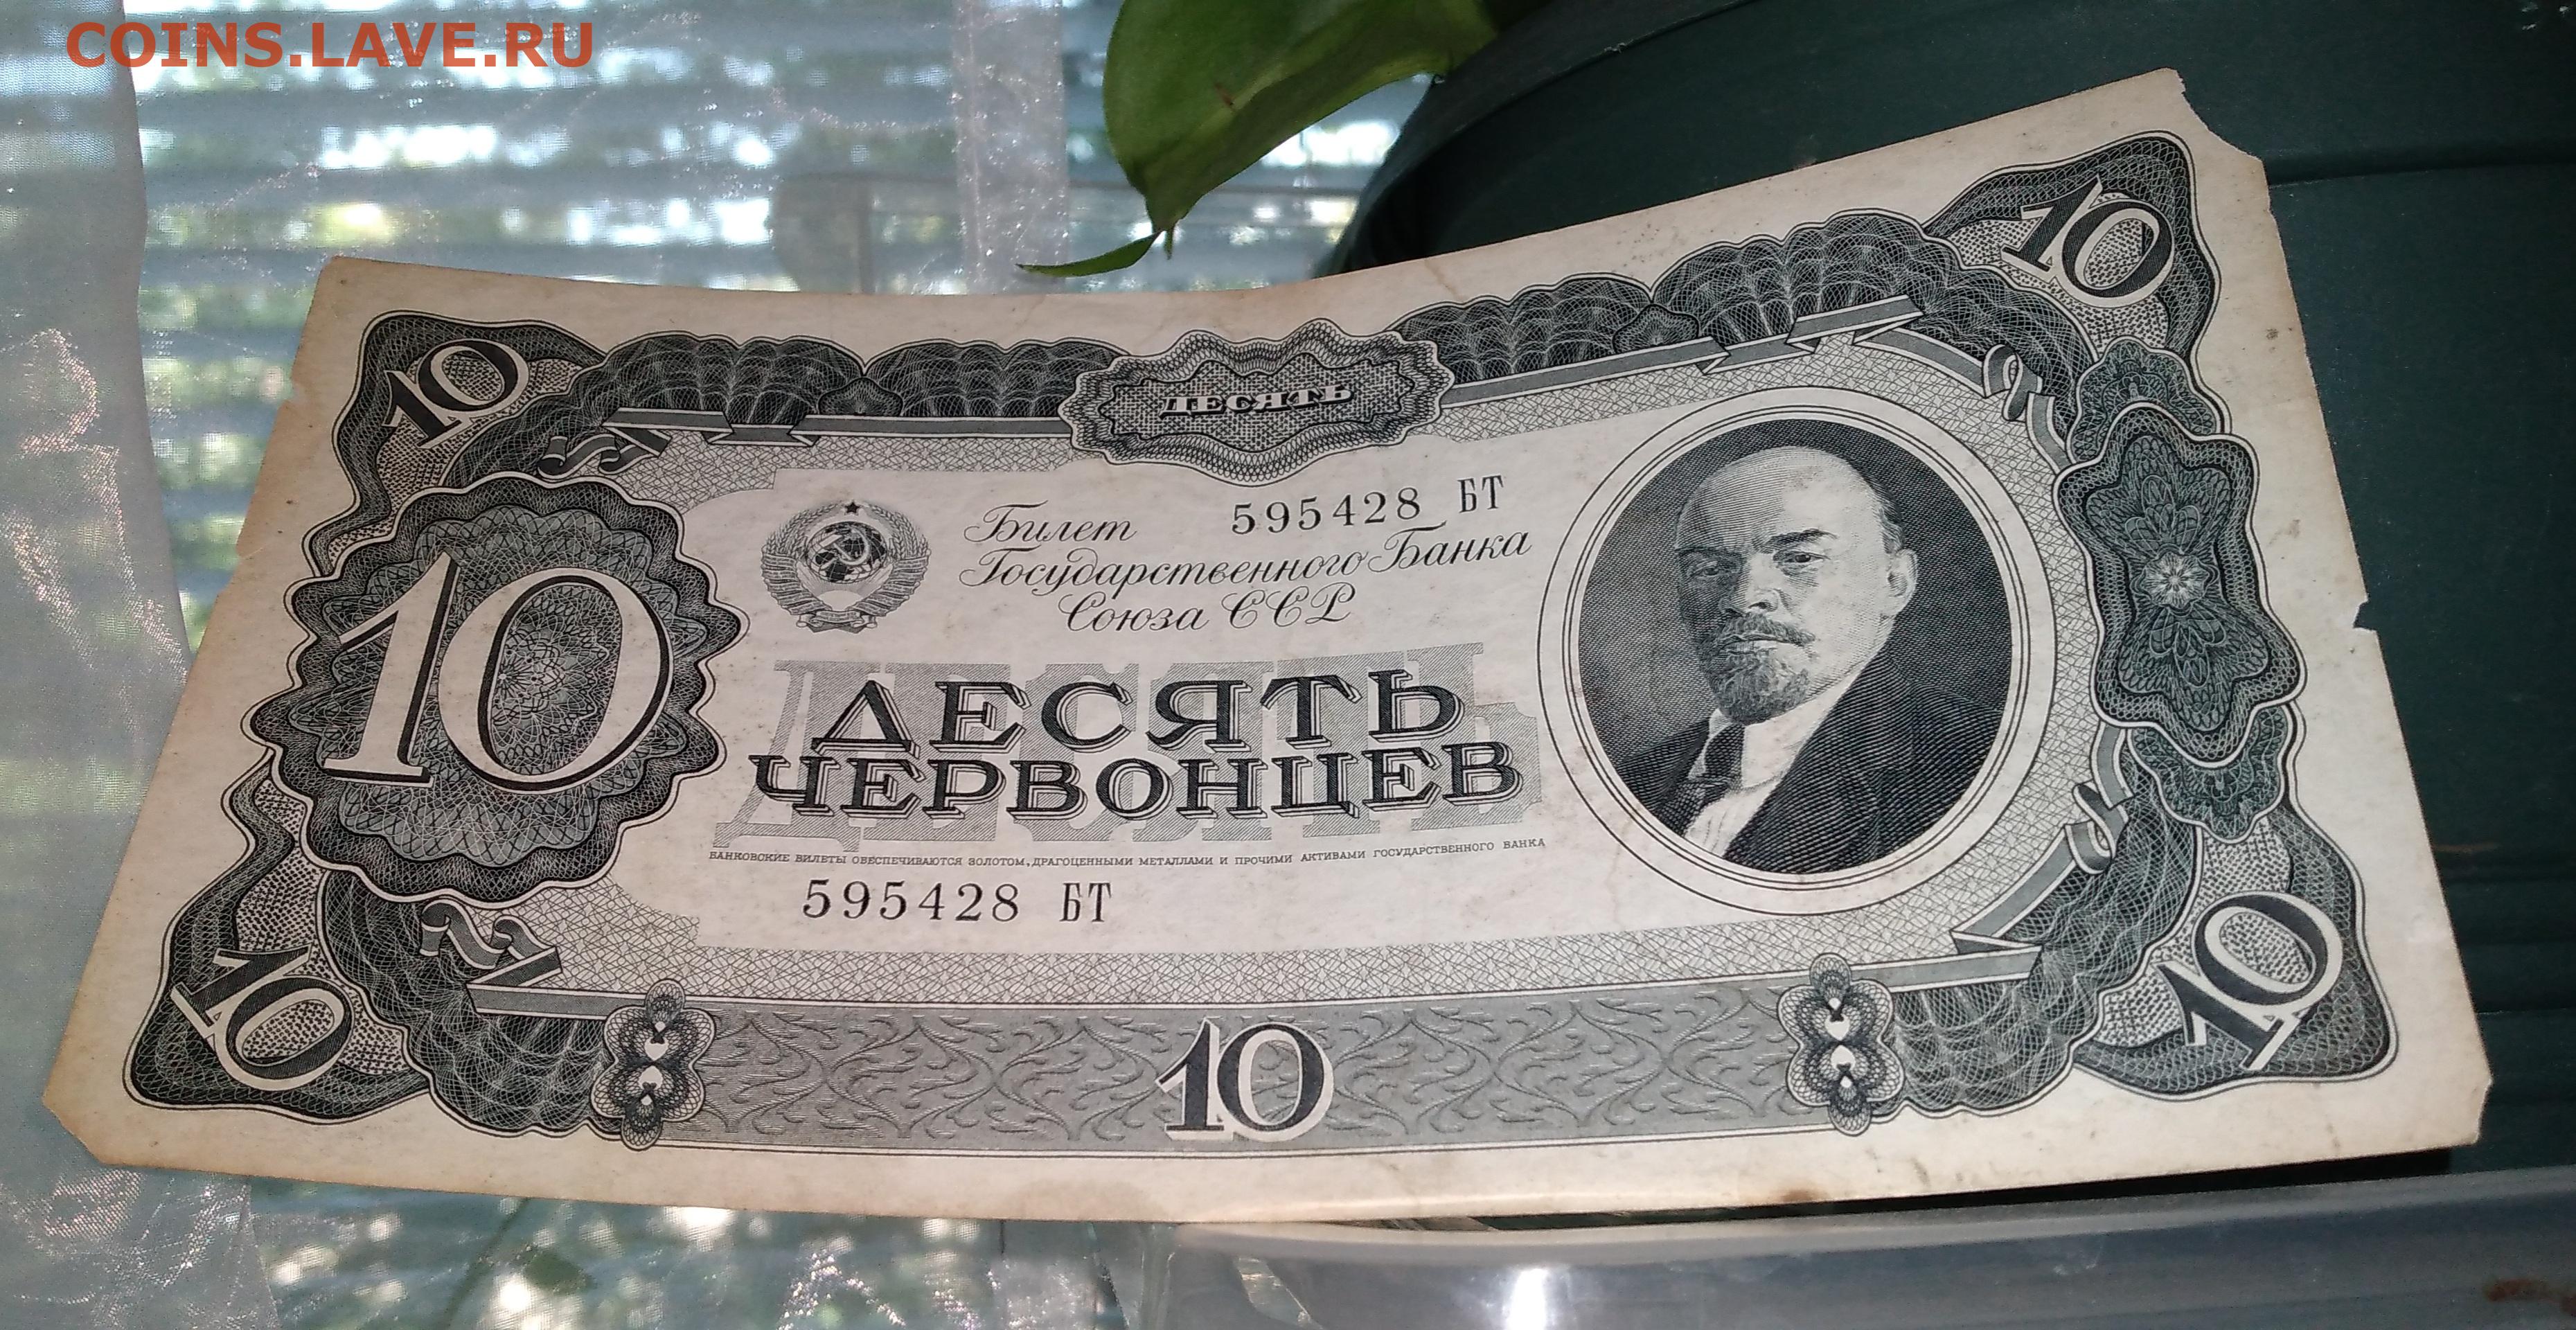 COINS.LAVE.RU
10
10
ДЕСЯТЬ
10
Билет
595428 БТ
Государственного Банка
Союза ССР
ДЕСЯТЬ
ДЕСЯТЬ
ЧЕРВОНЦЕВ
БАНКОВСКИЕ БИЛЕТЫ ОБЕСПЕЧИВАЮТСЯ ЗОЛОТОМ, ДРАГОЦЕННЫМИ МЕТАЛЛАМИ И ПРОЧИМИ АКТИВАМИ ГОСУДАРСТВЕННОГО БАНКА
595428 БТ
10
10
10